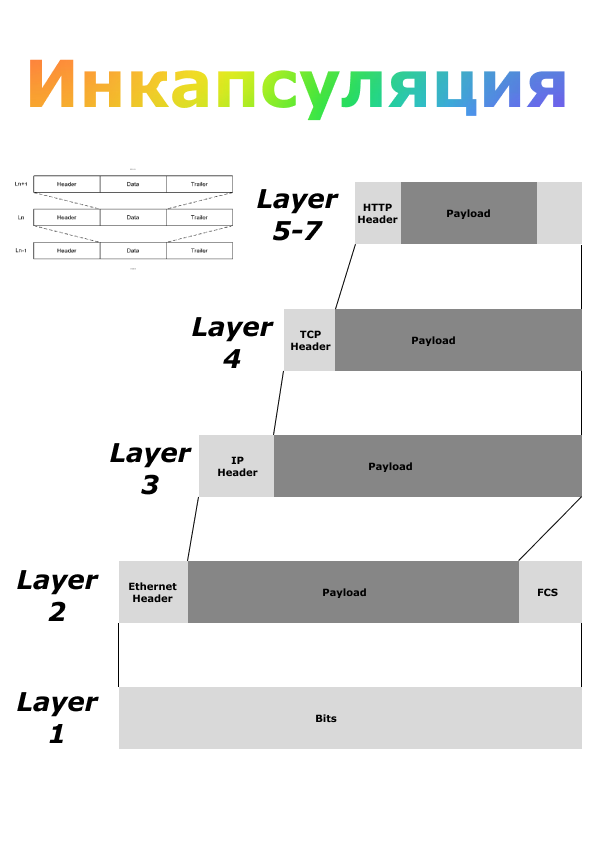 Инкапсуляция
...
Ln+1 Header Data Trailer
Ln Header Data Trailer
Ln-1 Header Data Trailer
...
Layer
5-7
HTTP
Header
Payload
Layer
4
TCP
Header
Payload
Layer
3
IP
Header
Payload
Layer
2
Ethernet
Header
Payload
FCS
Layer
1
Bits